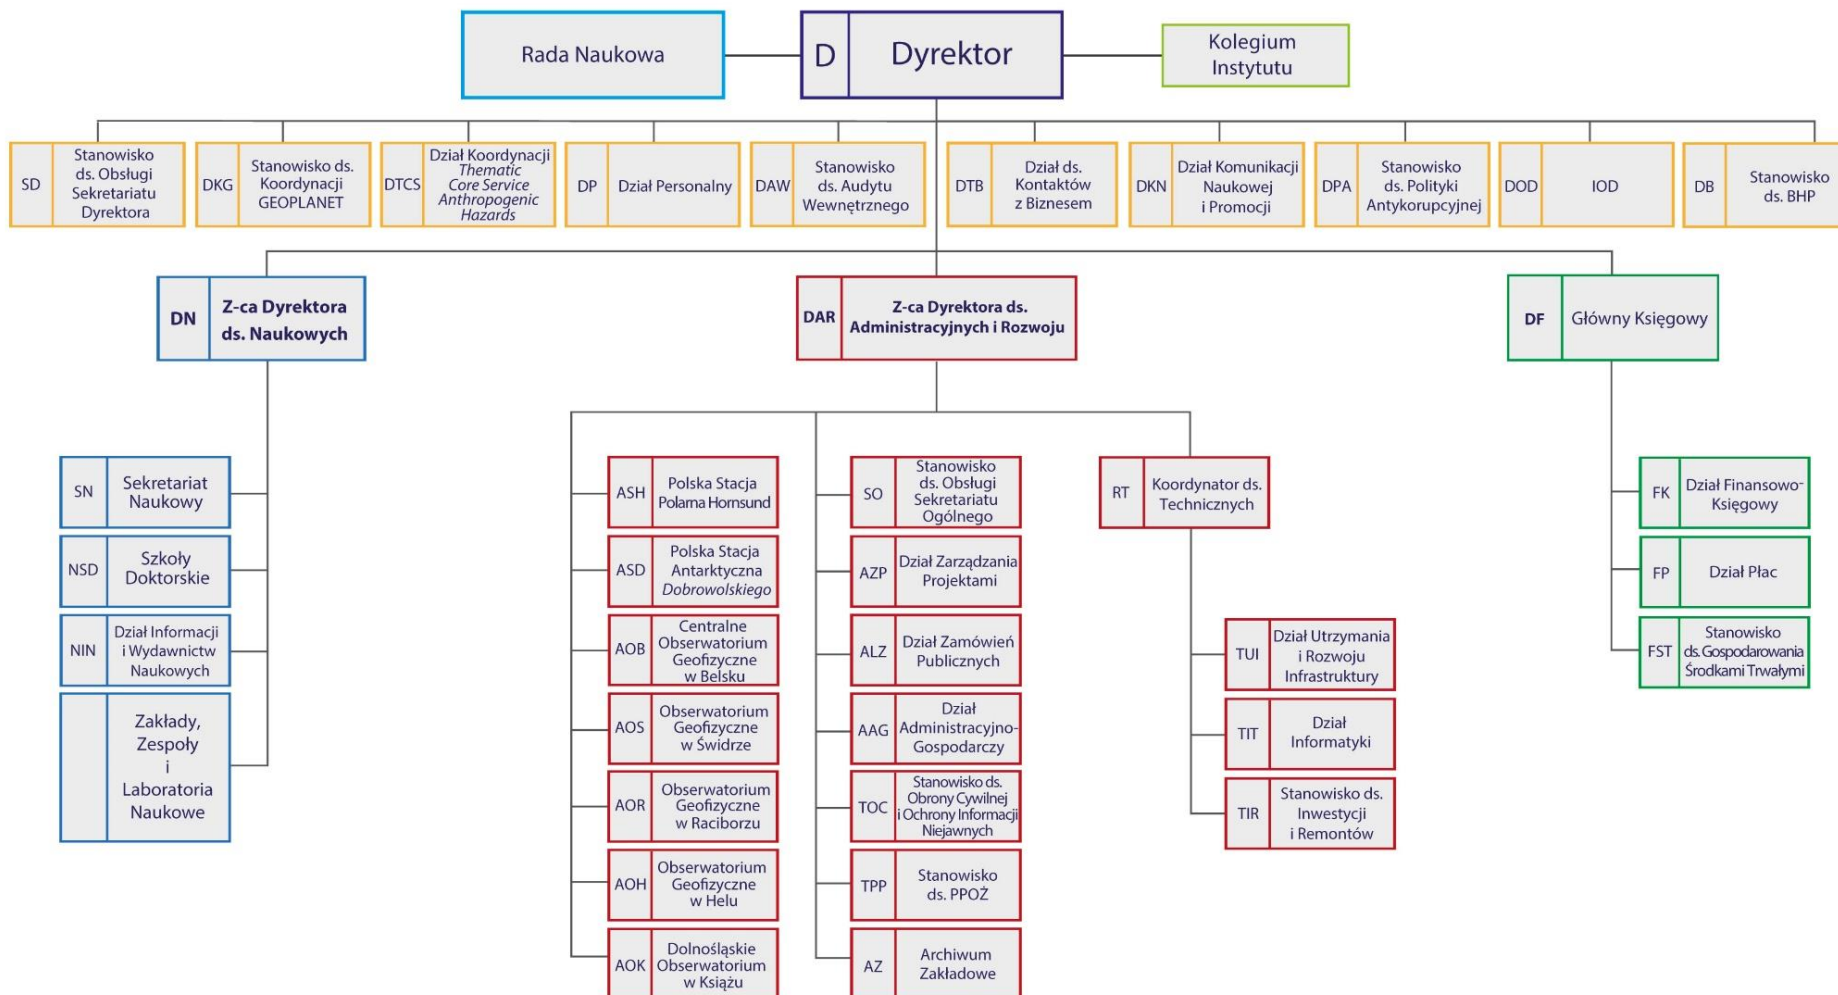 Rada Naukowa
D
Dyrektor
Kolegium
Instytutu
SD
Stanowisko
ds. Obsługi
Sekretariatu
Dyrektora
DKG
Stanowisko ds.
Koordynacji
GEOPLANET
DTCS
Dział Koordynacji
Thematic
Core Service
Anthropogenic
Hazards
DP
Dział Personalny
DAW
Stanowisko
ds. Audytu
Wewnętrznego
DTB
Dział ds.
Kontaktów
z Biznesem
DKN
Dział Komunikacji
Naukowej
i Promocji
DPA
Stanowisko
ds. Polityki
Antykorupcyjnej
DOD
IOD
DB
Stanowisko
ds. BHP
DN
Z-ca Dyrektora
ds. Naukowych
DAR
Z-ca Dyrektora ds.
Administracyjnych i Rozwoju
DF
Główny Księgowy
SN
Sekretariat
Naukowy
NSD
Szkoły
Doktorskie
NIN
Dział Informacji
i Wydawnictw
Naukowych
Zakłady,
Zespoły
i
Laboratoria
Naukowe
ASH
Polska Stacja
Polarna Hornsund
ASD
Polska Stacja
Antarktyczna
Dobrowolskiego
AOB
Centralne
Obserwatorium
Geofizyczne
w Belsku
AOS
Obserwatorium
Geofizyczne
w Świdrze
AOR
Obserwatorium
Geofizyczne
w Raciborzu
AOH
Obserwatorium
Geofizyczne
w Helu
AOK
Dolnośląskie
Obserwatorium
w Książu
SO
Stanowisko
ds. Obsługi
Sekretariatu
Ogólnego
AZP
Dział Zarządzania
Projektami
ALZ
Dział Zamówień
Publicznych
AAG
Dział
Administracyjno-
Gospodarczy
TOC
Stanowisko ds.
Obrony Cywilnej
i Ochrony Informacji
Niejawnych
TPP
Stanowisko
ds. PPOŻ
AZ
Archiwum
Zakładowe
RT
Koordynator ds.
Technicznych
TUI
Dział Utrzymania
i Rozwoju
Infrastruktury
TIT
Dział
Informatyki
TIR
Stanowisko ds.
Inwestycji
i Remontów
FK
Dział Finansowo-
Księgowy
FP
Dział Płac
FST
Stanowisko
ds. Gospodarowania
Środkami Trwałymi